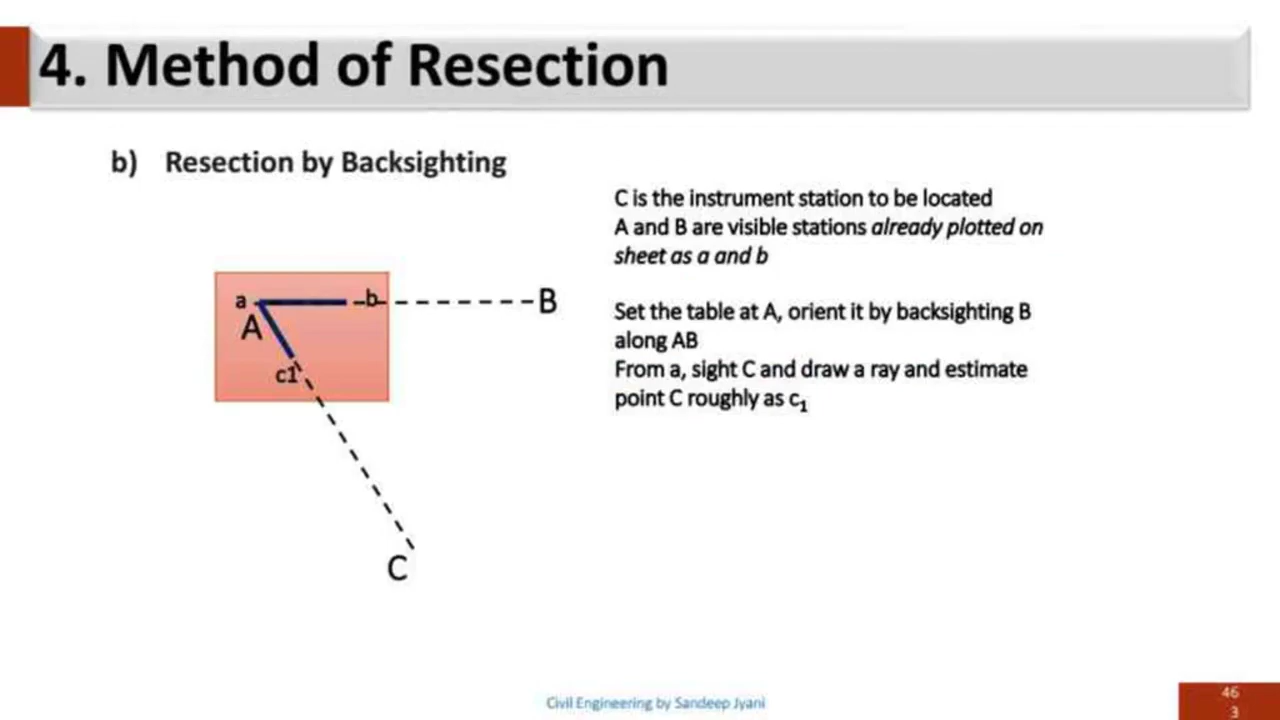 4. Method of Resection
b) Resection by Backsighting
C is the instrument station to be located
A and B are visible stations already plotted on
sheet as a and b
Set the table at A, orient it by backsighting B
along AB
From a, sight C and draw a ray and estimate
point C roughly as c₁
a
b
B
A
c1
C
Civil Engineering by Sandeep Jyani
46
3